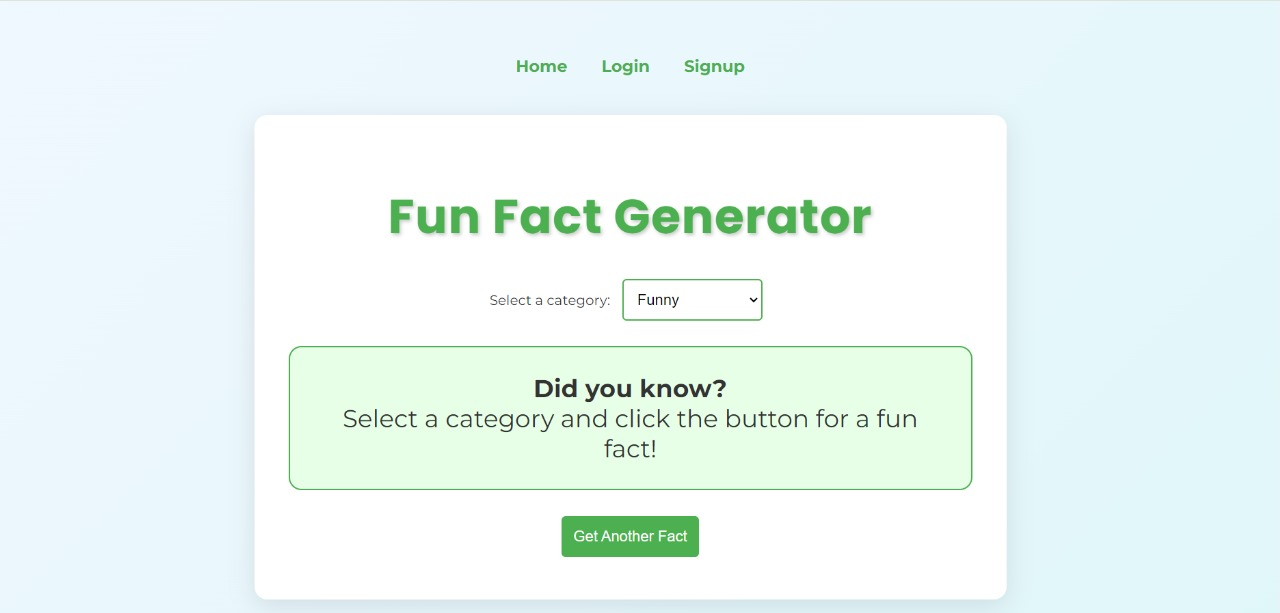 Home Login Signup
Fun Fact Generator
Select a category: Funny
Did you know?
Select a category and click the button for a fun
fact!
Get Another Fact